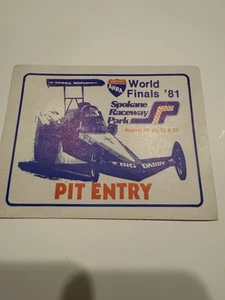 World
Finals '81
Spokane
Raceway
Park
BIG DADDY
PIT ENTRY